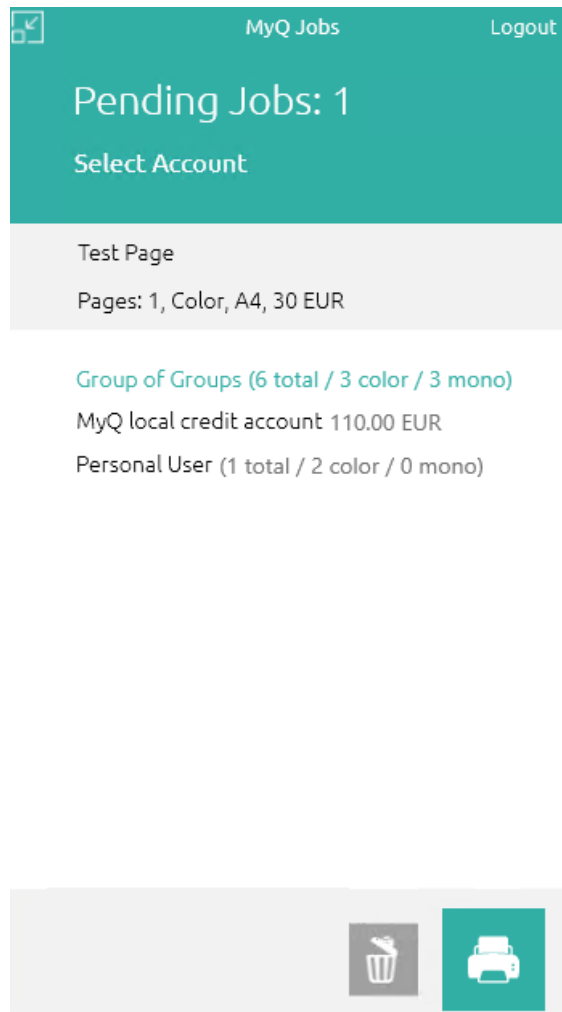 MyQ Jobs Logout
Pending Jobs: 1
Select Account
Test Page
Pages: 1, Color, A4, 30 EUR
Group of Groups (6 total / 3 color / 3 mono)
MyQ local credit account 110.00 EUR
Personal User (1 total / 2 color / 0 mono)